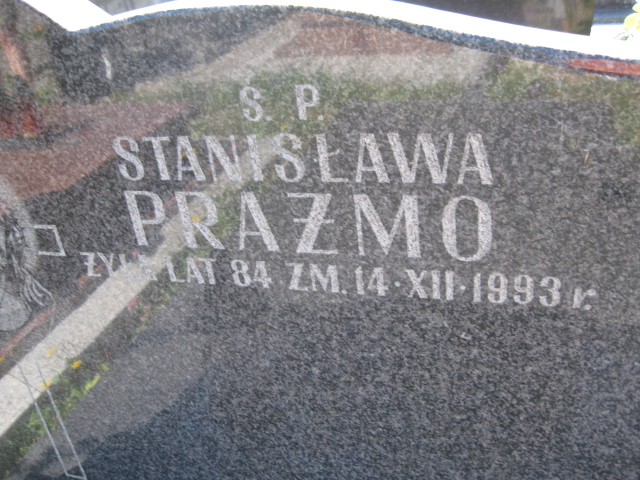 Ś. P.
STANISŁAWA
PRAŻMO
ŻYŁA LAT 84 ZM. 14·XII·1993 r.